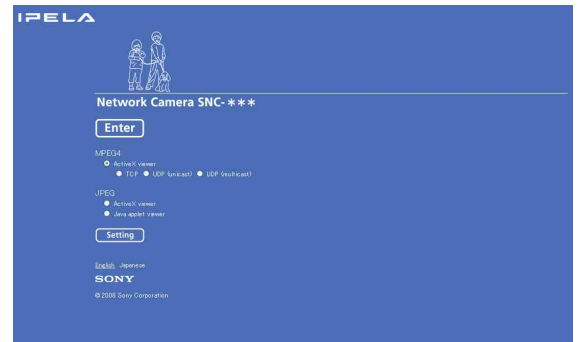 IPELA
Network Camera SNC-***
Enter
MPEG4
ActiveX viewer
TCP UDP (unicast) UDP (multicast)
JPEG
ActiveX viewer
Java applet viewer
Setting
English Japanese
SONY
© 2008 Sony Corporation